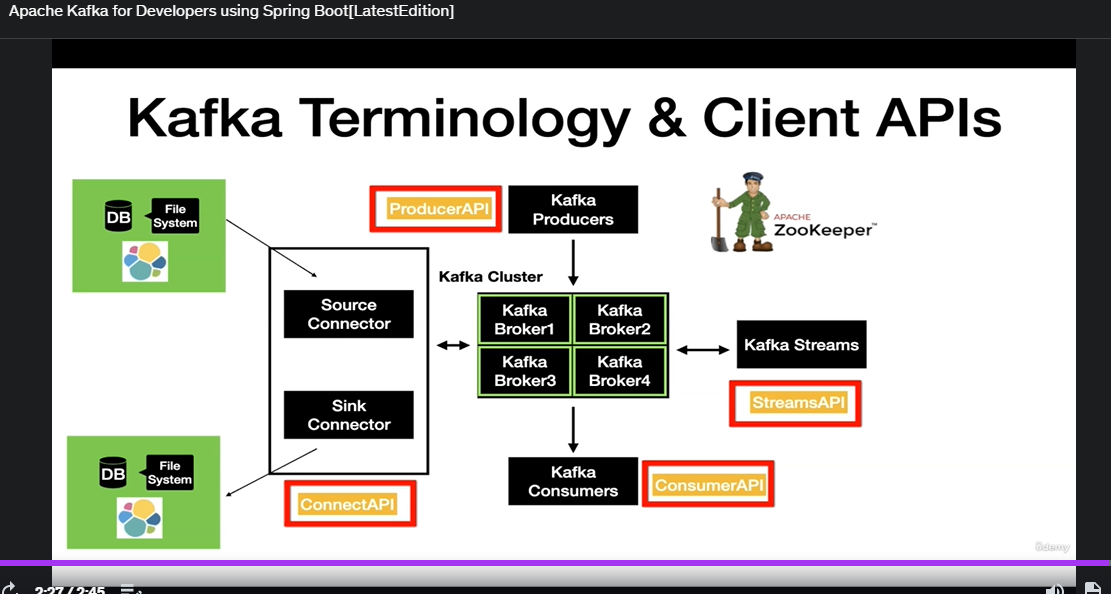 Apache Kafka for Developers using Spring Boot[LatestEdition]
Kafka Terminology & Client APIs
DB
File
System
ProducerAPI
Kafka
Producers
APACHE
ZooKeeper™
Kafka Cluster
Source
Connector
Kafka
Broker1
Kafka
Broker2
Kafka Streams
Kafka
Broker3
Kafka
Broker4
Sink
Connector
StreamsAPI
DB
File
System
Kafka
Consumers
ConsumerAPI
ConnectAPI
ûdemy
2:27 / 2:45